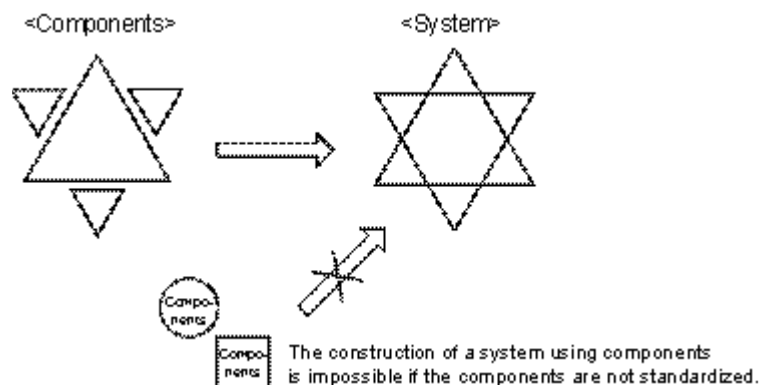 <Components>
<System>
Compo-
nents
Compo-
nents
The construction of a system using components
is impossible if the components are not standardized.